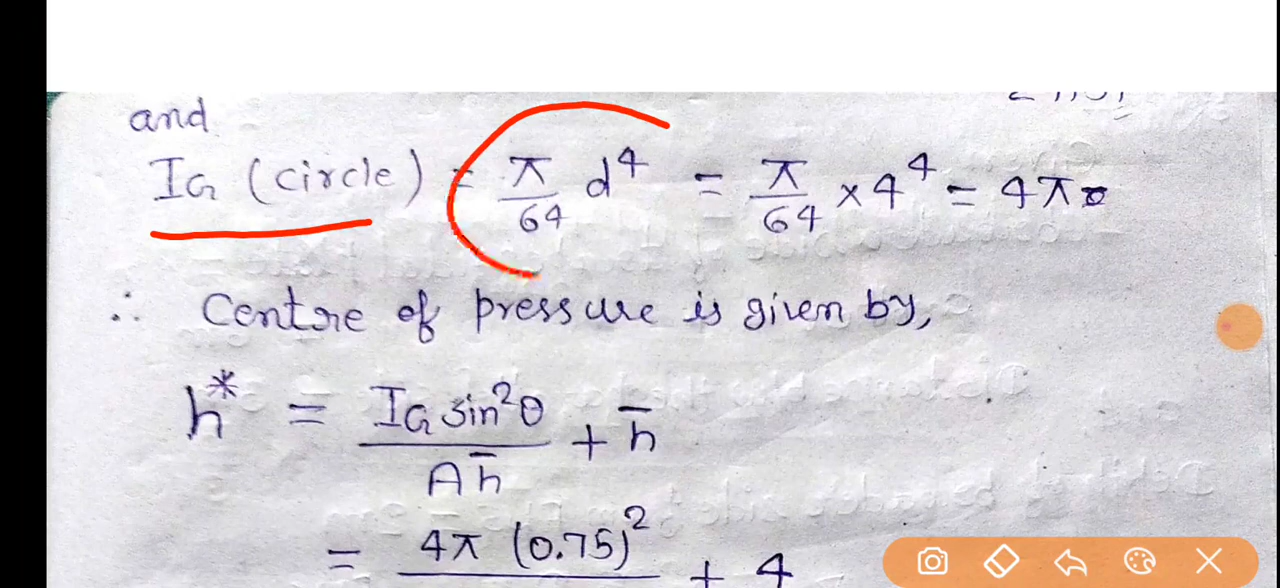 and
IG (circle) = π/64 d⁴ = π/64 × 4⁴ = 4π
∴ Centre of pressure is given by,
h* = IG sin²θ / A h̄ + h̄
= 4π (0.75)² + 4